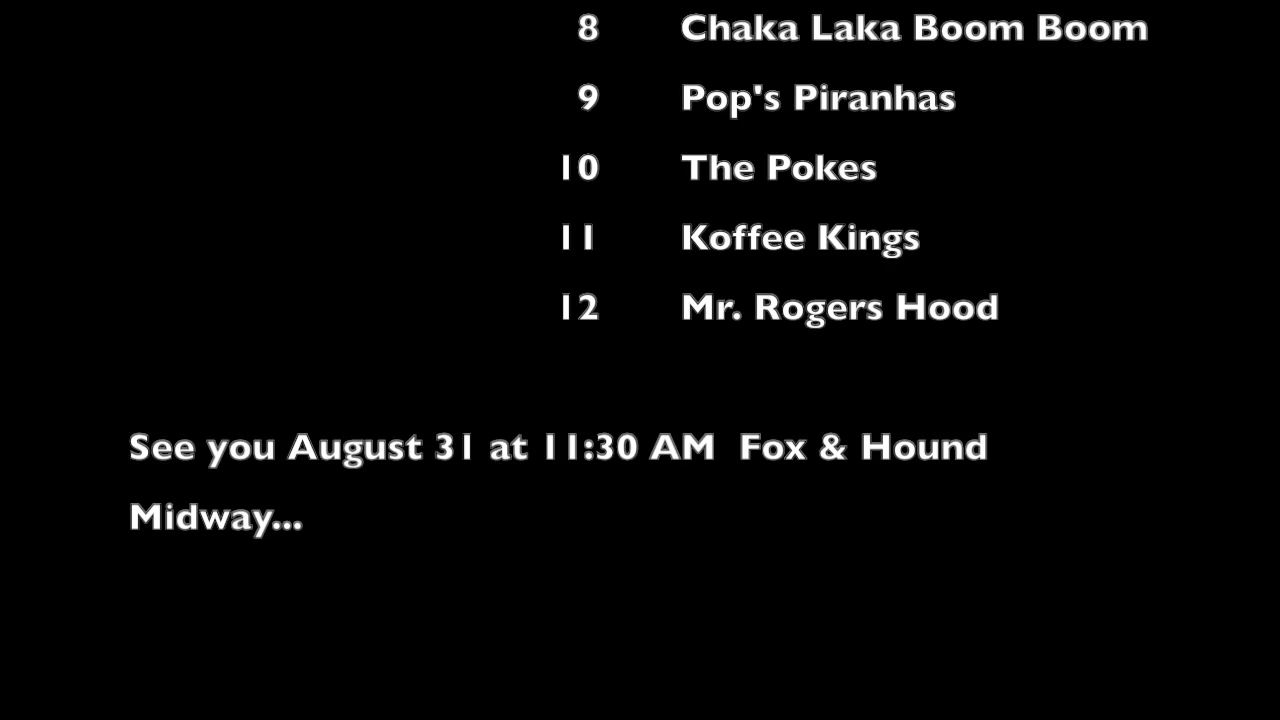 8 Chaka Laka Boom Boom
9 Pop's Piranhas
10 The Pokes
11 Koffee Kings
12 Mr. Rogers Hood
See you August 31 at 11:30 AM Fox & Hound
Midway...